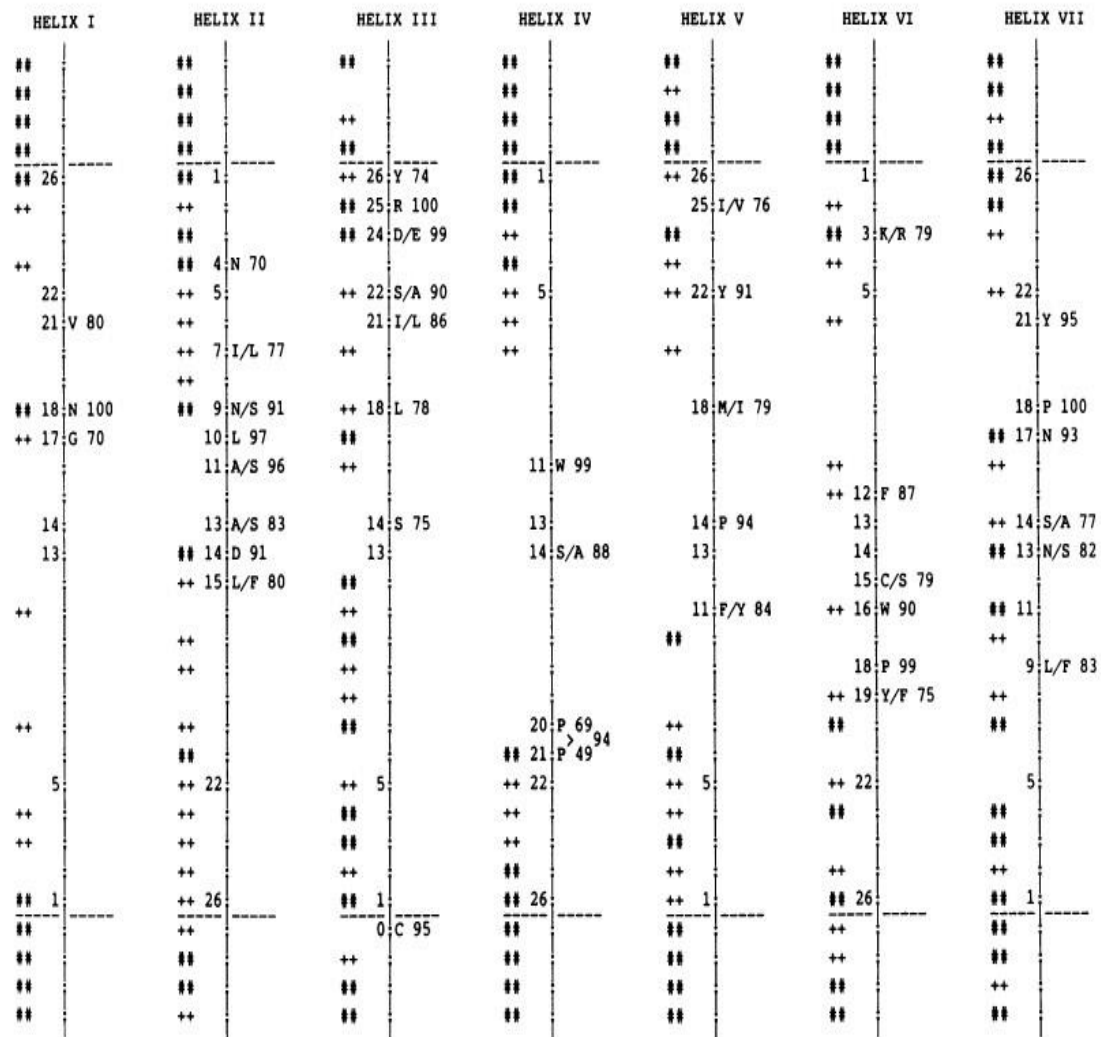 HELIX I HELIX II HELIX III HELIX IV HELIX V HELIX VI HELIX VII
## ## ## ## ## ## ##
## ## ## ++ ## ##
## ## ++ ## ## ## ++
## ## ## ## ## ## ##
## 26 ## 1 ++ 26 Y 74 ## 1 ++ 26 1 ## 26
++ ++ ## 25 R 100 ## 25 I/V 76 ++ ##
## ## 24 D/E 99 ++ ## ## 3 K/R 79 ++
++ ## 4 N 70 ## ++ ++
22 ++ 5 ++ 22 S/A 90 ++ 5 ++ 22 Y 91 5 ++ 22
21 V 80 ++ 21 I/L 86 ++ ++ 21 Y 95
++ 7 I/L 77 ++ ++ ++
++
## 18 N 100 ## 9 N/S 91 ++ 18 L 78 18 M/I 79 18 P 100
++ 17 G 70 10 L 97 ## ## 17 N 93
11 A/S 96 ++ 11 W 99 ++ ++
++ 12 F 87
14 13 A/S 83 14 S 75 13 14 P 94 13 ++ 14 S/A 77
13 ## 14 D 91 13 14 S/A 88 13 14 ## 13 N/S 82
++ 15 L/F 80 ## 15 C/S 79
++ ++ 11 F/Y 84 ++ 16 W 90 ## 11
++ ## ## ++
++ ++ 18 P 99 9 L/F 83
++ ++ 19 Y/F 75 ++
++ ++ ## 20 P 69 ++ ## ##
> 94
## ## 21 P 49 ##
5 ++ 22 ++ 5 ++ 22 ++ 5 ++ 22 5
++ ++ ## ++ ++ ## ##
++ ++ ## ++ ## ##
++ ++ ## ++ ++ ++
## 1 ++ 26 ## 1 ## 26 ++ 1 ## 26 ## 1
## ++ 0 C 95 ## ## ++ ##
## ## ++ ## ## ++ ##
## ## ## ## ## ## ++
## ++ ## ## ## ## ##